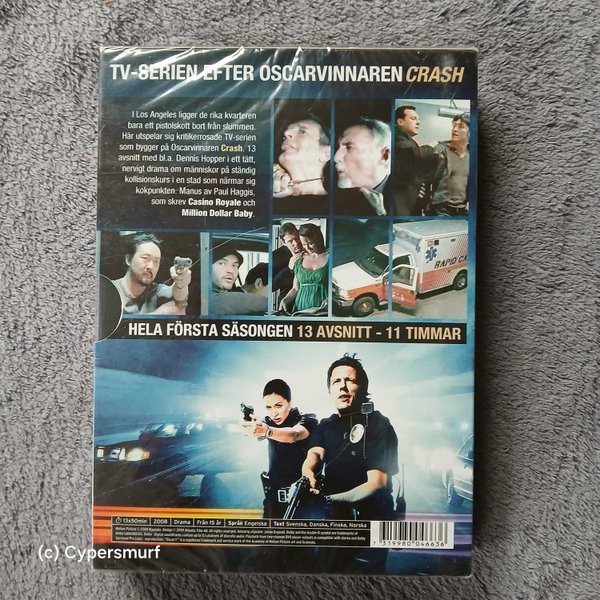 TV-SERIEN EFTER OSCARVINNAREN CRASH
I Los Angeles ligger de rika kvarteren
bara ett pistolskott bort från slummen.
Här utspelar sig kritikerrosade TV-serien
som bygger på Oscarvinnaren Crash. 13
avsnitt med bl.a. Dennis Hopper i ett tätt,
nervigt drama om människor på ständig
kollisionskurs i en stad som närmar sig
kokpunkten. Manus av Paul Haggis,
som skrev Casino Royale och
Million Dollar Baby.
RAPID CA
HELA FÖRSTA SÄSONGEN 13 AVSNITT - 11 TIMMAR
13x50min 2008 Drama Från 15 år Språk Engelska Text Svenska, Danska, Finska, Norska
7 319980 046636
(c) Cypersmurf